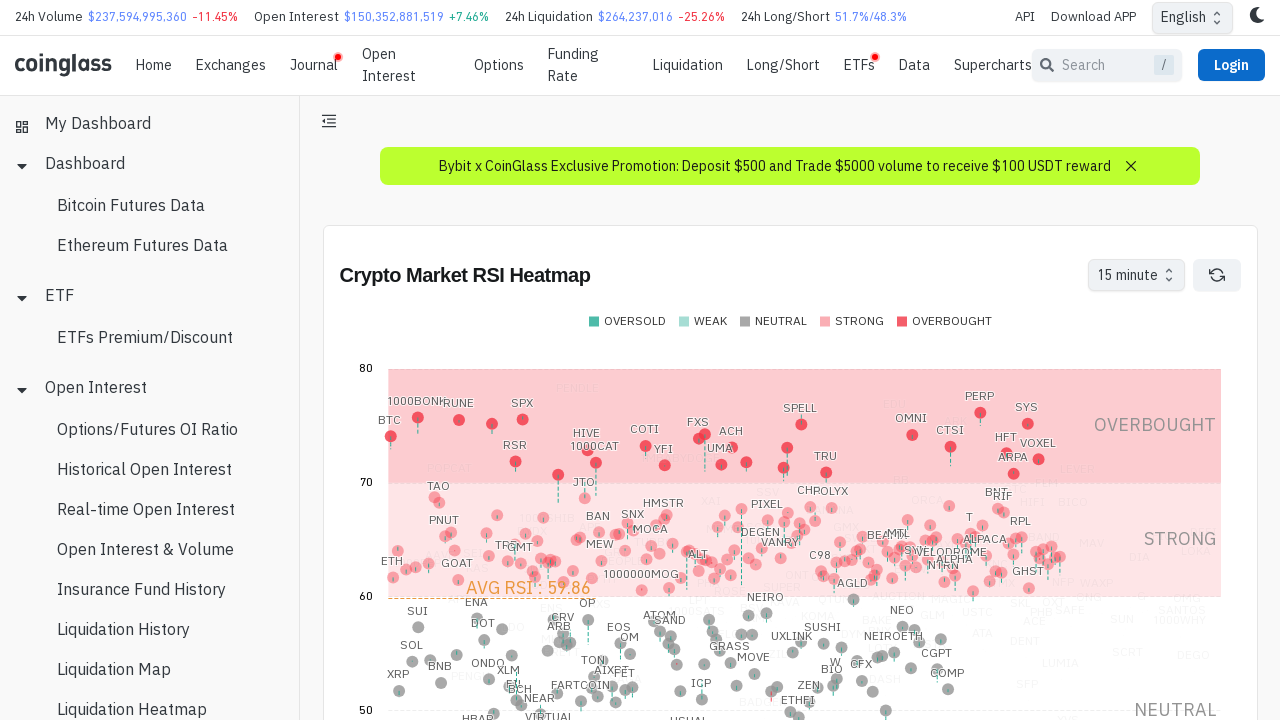 24h Volume $237,594,995,360 -11.45% Open Interest $150,352,881,519 +7.46% 24h Liquidation $264,237,016 -25.26% 24h Long/Short 51.7%/48.3% API Download APP English
coinglass Home Exchanges Journal Open Interest Options Funding Rate Liquidation Long/Short ETFs Data Supercharts Search / Login
My Dashboard
Dashboard
Bitcoin Futures Data
Ethereum Futures Data
ETF
ETFs Premium/Discount
Open Interest
Options/Futures OI Ratio
Historical Open Interest
Real-time Open Interest
Open Interest & Volume
Insurance Fund History
Liquidation History
Liquidation Map
Liquidation Heatmap
Bybit x CoinGlass Exclusive Promotion: Deposit $500 and Trade $5000 volume to receive $100 USDT reward
Crypto Market RSI Heatmap
15 minute
OVERSOLD WEAK NEUTRAL STRONG OVERBOUGHT
80
PERP
1000BONK RUNE SPX SPELL SYS
BTC FXS OMNI
OVERBOUGHT
HIVE COTI ACH CTSI
RSR 1000CAT YFI UMA HFT VOXEL
TRU ARPA
70
TAO JTO CHR POLYX BNT
RIF
HMSTR PIXEL
PNUT BAN SNX T RPL
MOCA DEGEN MTL
BEAMX ALPACA
STRONG
GMT MEW VANRY
ETH GOAT ALT C98 VELODROME
ALPHA
1000000MOG NTRN GHST
AGLD
AVG RSI : 59.86
60
NEIRO
SUI ENA OP NEO
DOT CRV ATOM
ARB EOS SAND SUSHI
OM UXLINK NEIROETH
SOL GRASS
BNB ONDO TON MOVE W CGPT
XRP XLM AIXBT FET BIO CFX COMP
BCH FARTCOIN ICP ZEN
NEAR ETHFI
50
HBAR VIRTUAL USUAL
NEUTRAL